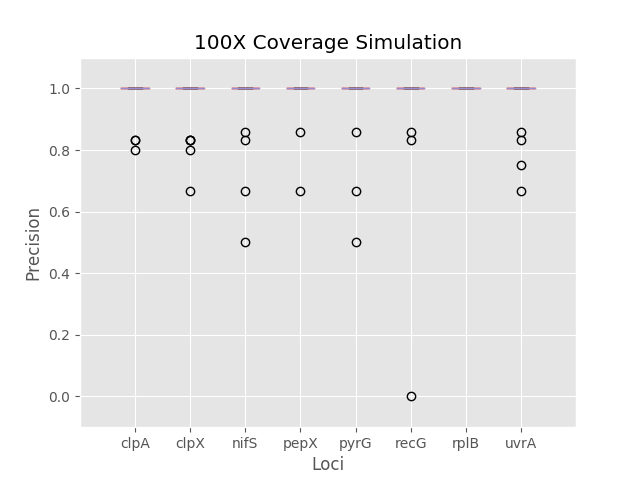 100X Coverage Simulation
1.0
0.8
0.6
0.4
0.2
0.0
Precision
clpA clpX nifS pepX pyrG recG rplB uvrA
Loci